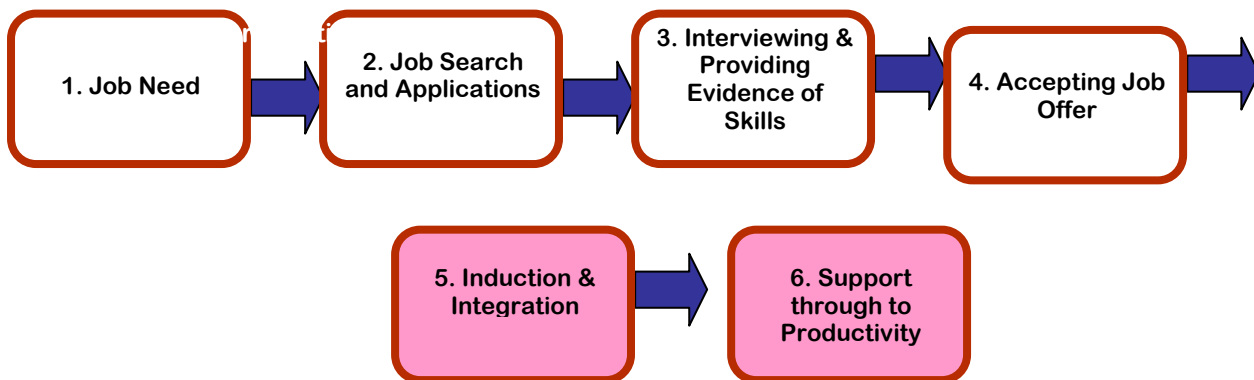 1. Job Need
2. Job Search
and Applications
3. Interviewing &
Providing
Evidence of
Skills
4. Accepting Job
Offer
5. Induction &
Integration
6. Support
through to
Productivity